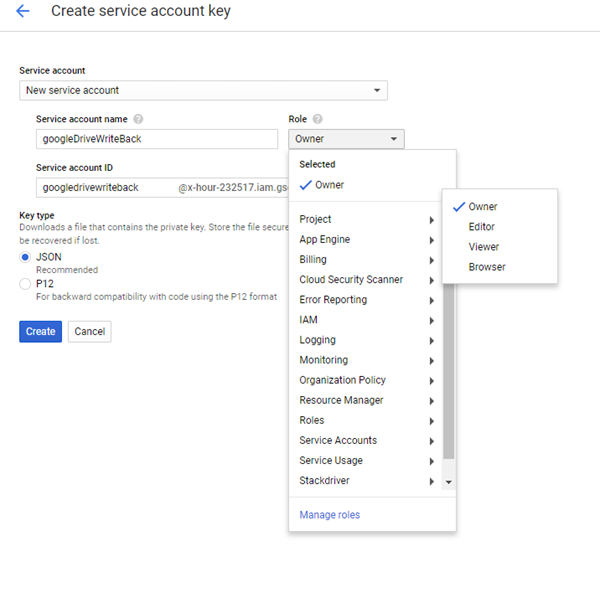 Create service account key
Service account
New service account
Service account name
Role
googleDriveWriteBack
Owner
Service account ID
googledrivewriteback @x-hour-232517.iam.gs
Key type
Downloads a file that contains the private key. Store the file secure
be recovered if lost.
JSON
Recommended
P12
For backward compatibility with code using the P12 format
Create
Cancel
Selected
Owner
Project
App Engine
Billing
Cloud Security Scanner
Error Reporting
IAM
Logging
Monitoring
Organization Policy
Resource Manager
Roles
Service Accounts
Service Usage
Stackdriver
Manage roles
Owner
Editor
Viewer
Browser